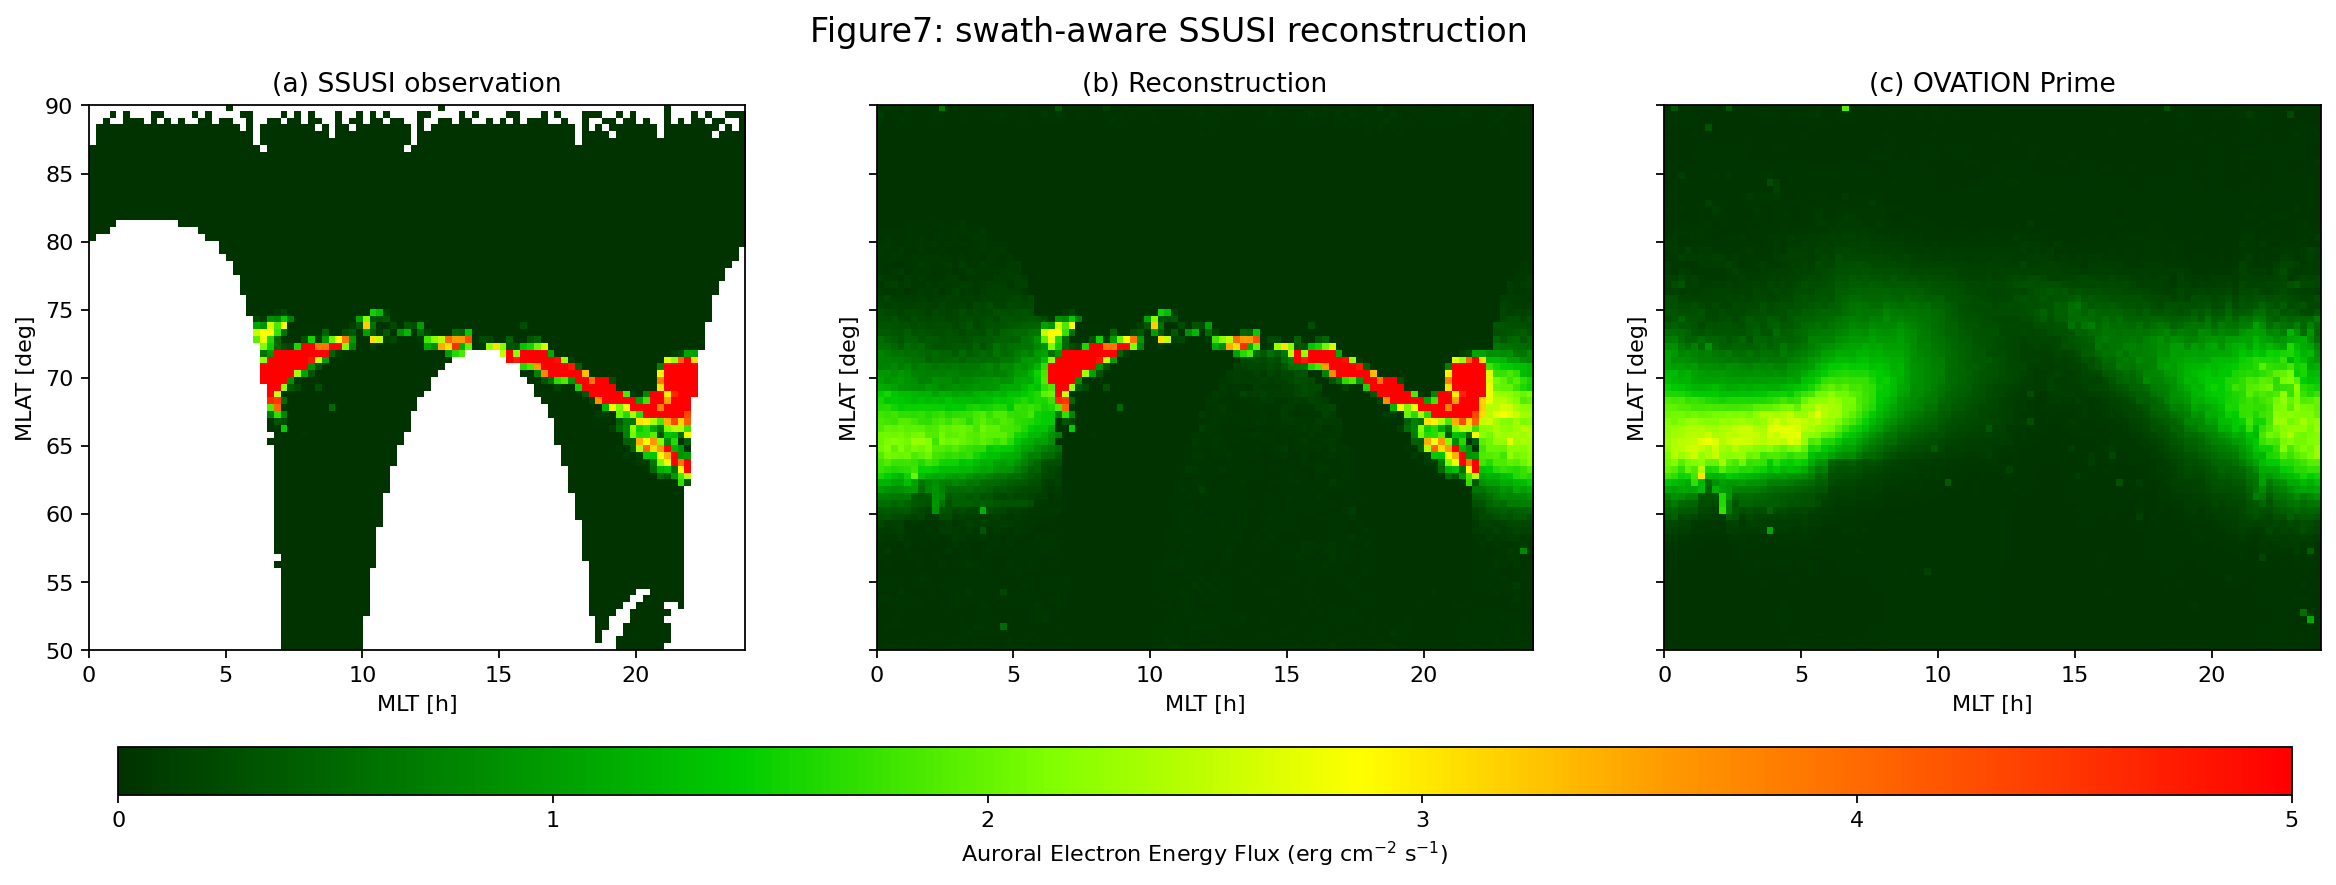 Figure7: swath-aware SSUSI reconstruction
(a) SSUSI observation
(b) Reconstruction
(c) OVATION Prime
90
85
80
75
70
65
60
55
50
MLAT [deg]
MLAT [deg]
MLAT [deg]
0 5 10 15 20
0 5 10 15 20
0 5 10 15 20
MLT [h]
MLT [h]
MLT [h]
0 1 2 3 4 5
Auroral Electron Energy Flux (erg cm⁻² s⁻¹)